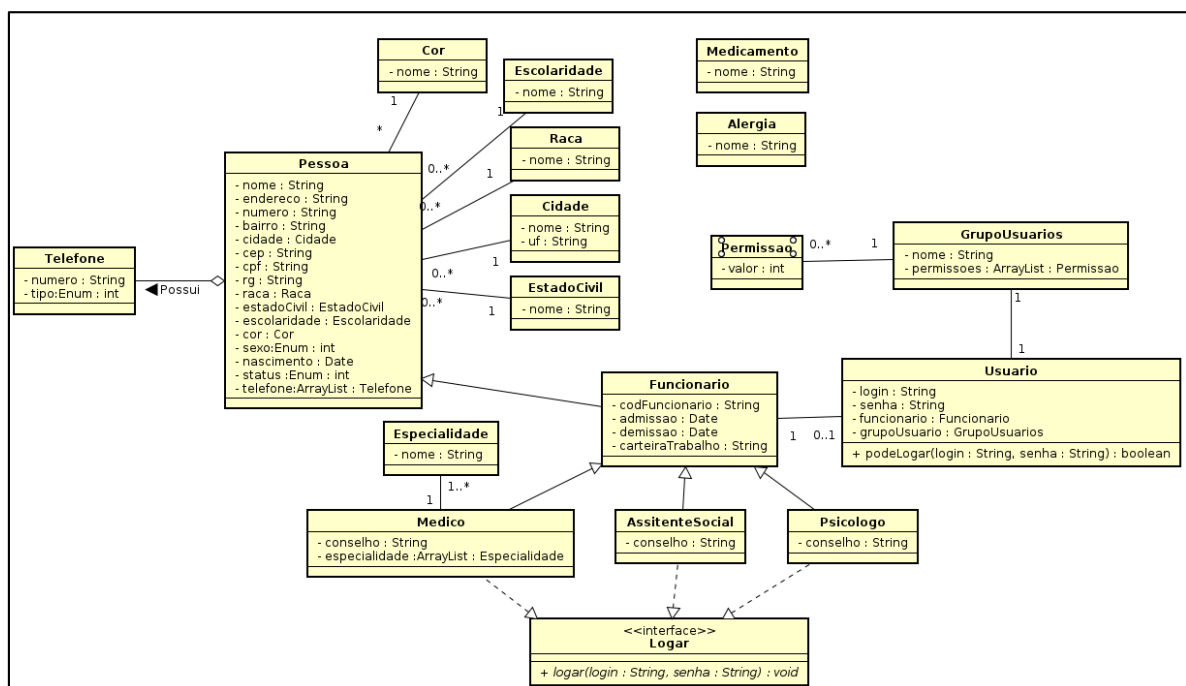 Cor
- nome : String
1
*
Escolaridade
- nome : String
1
0..*
Raca
- nome : String
1
0..*
Cidade
- nome : String
- uf : String
1
0..*
EstadoCivil
- nome : String
1
0..*
Medicamento
- nome : String
Alergia
- nome : String
Pessoa
- nome : String
- endereco : String
- numero : String
- bairro : String
- cidade : Cidade
- cep : String
- cpf : String
- rg : String
- raca : Raca
- estadoCivil : EstadoCivil
- escolaridade : Escolaridade
- cor : Cor
- sexo:Enum : int
- nascimento : Date
- status :Enum : int
- telefone:ArrayList : Telefone
Telefone
- numero : String
- tipo:Enum : int
◀ Possui
Permissao
- valor : int
0..*
1
GrupoUsuarios
- nome : String
- permissoes : ArrayList : Permissao
1
1
Usuario
- login : String
- senha : String
- funcionario : Funcionario
- grupoUsuario : GrupoUsuarios
+ podeLogar(login : String, senha : String) : boolean
Funcionario
- codFuncionario : String
- admissao : Date
- demissao : Date
- carteiraTrabalho : String
1
0..1
Especialidade
- nome : String
1..*
1
Medico
- conselho : String
- especialidade :ArrayList : Especialidade
AssitenteSocial
- conselho : String
Psicologo
- conselho : String
<<interface>>
Logar
+ logar(login : String, senha : String) : void